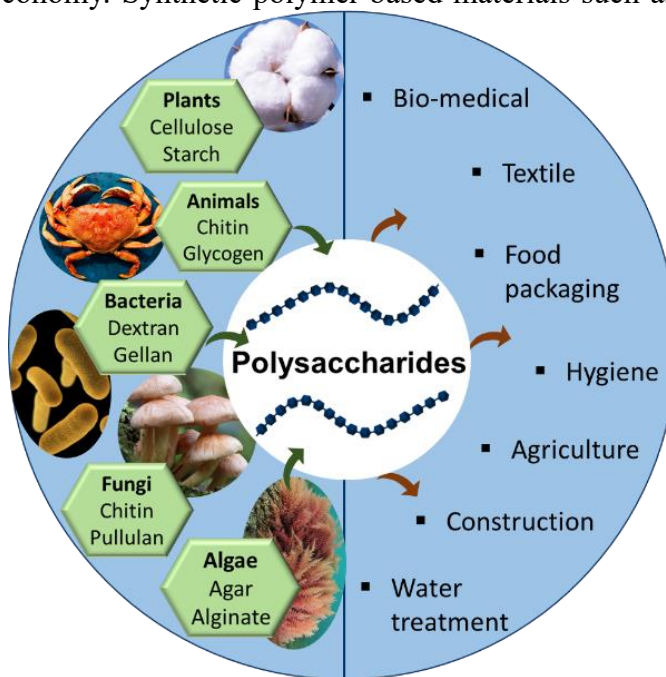 economy. Synthetic polymer based materials such as
Plants
Cellulose
Starch
Animals
Chitin
Glycogen
Bacteria
Dextran
Gellan
Fungi
Chitin
Pullulan
Algae
Agar
Alginate
Polysaccharides
▪ Bio-medical
▪ Textile
▪ Food
packaging
▪ Hygiene
▪ Agriculture
▪ Construction
▪ Water
treatment